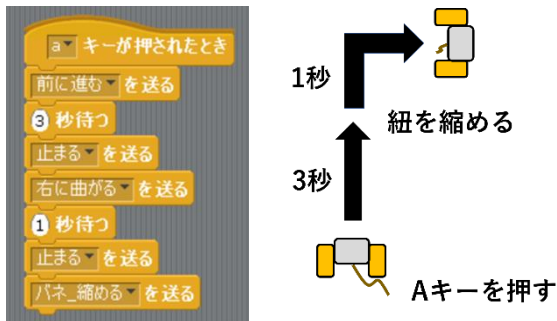 a キーが押されたとき
前に進む を送る
3 秒待つ
止まる を送る
右に曲がる を送る
1 秒待つ
止まる を送る
バネ_縮める を送る
1秒
紐を縮める
3秒
Aキーを押す